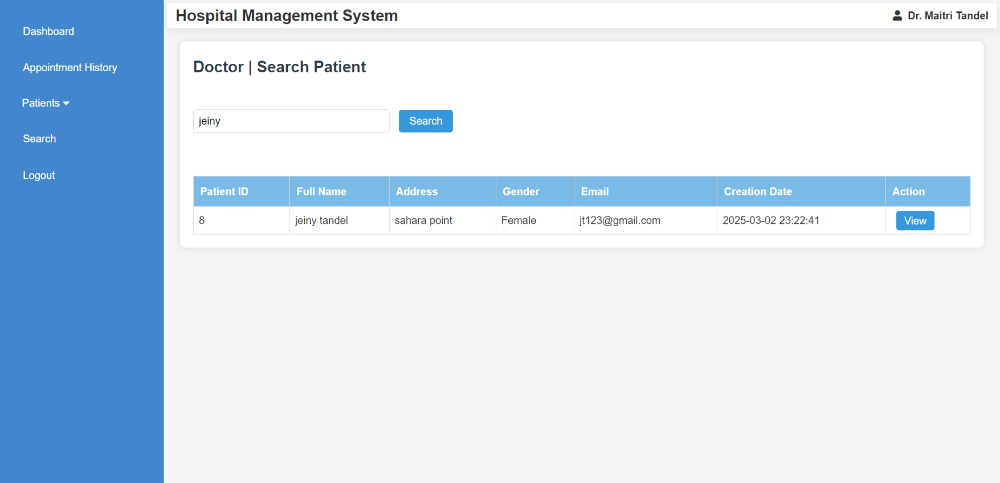 Hospital Management System
Dr. Maitri Tandel
Dashboard
Appointment History
Patients
Search
Logout
Doctor | Search Patient
jeiny
Search
Patient ID Full Name Address Gender Email Creation Date Action
8 jeiny tandel sahara point Female jt123@gmail.com 2025-03-02 23:22:41 View